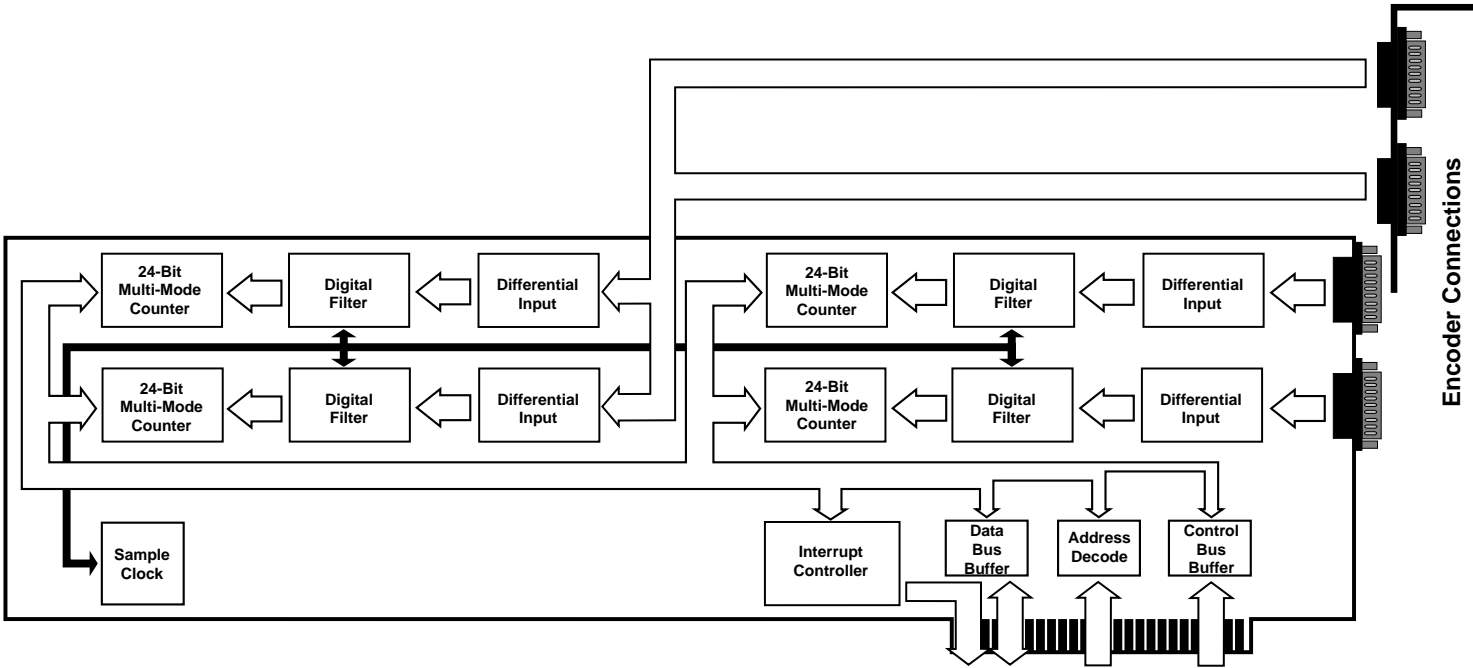 Encoder Connections
24-Bit
Multi-Mode
Counter
Digital
Filter
Differential
Input
24-Bit
Multi-Mode
Counter
Digital
Filter
Differential
Input
24-Bit
Multi-Mode
Counter
Digital
Filter
Differential
Input
24-Bit
Multi-Mode
Counter
Digital
Filter
Differential
Input
Sample
Clock
Interrupt
Controller
Data
Bus
Buffer
Address
Decode
Control
Bus
Buffer